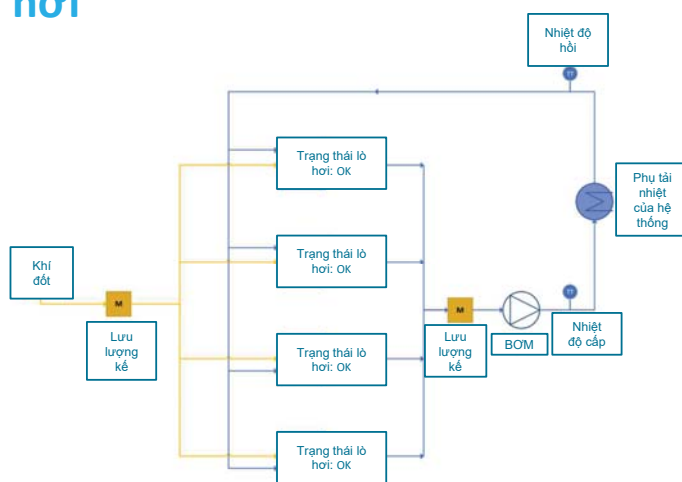 hơi
Nhiệt độ
hồi
TT
Trạng thái lò
hơi: OK
Phụ tải
nhiệt
của hệ
thống
Trạng thái lò
hơi: OK
Khí
đốt
TT
M
M
Lưu
lượng
kế
Lưu
lượng
kế
BƠM
Nhiệt
độ cấp
Trạng thái lò
hơi: OK
Trạng thái lò
hơi: OK